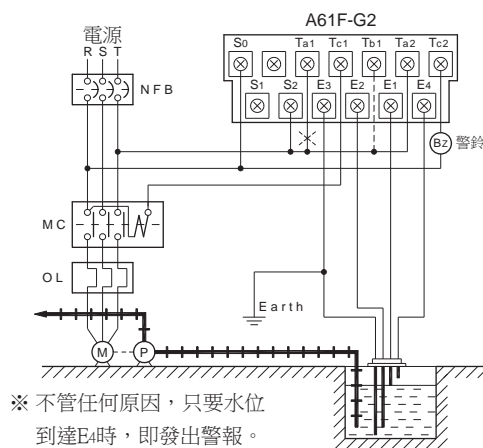 A61F-G2
電源
R S T
S0 Ta1 Tc1 Tb1 Ta2 Tc2
NFB
S1 S2 E3 E2 E1 E4
BZ 警鈴
MC
OL
Earth
M P
※ 不管任何原因，只要水位
到達E4時，即發出警報。